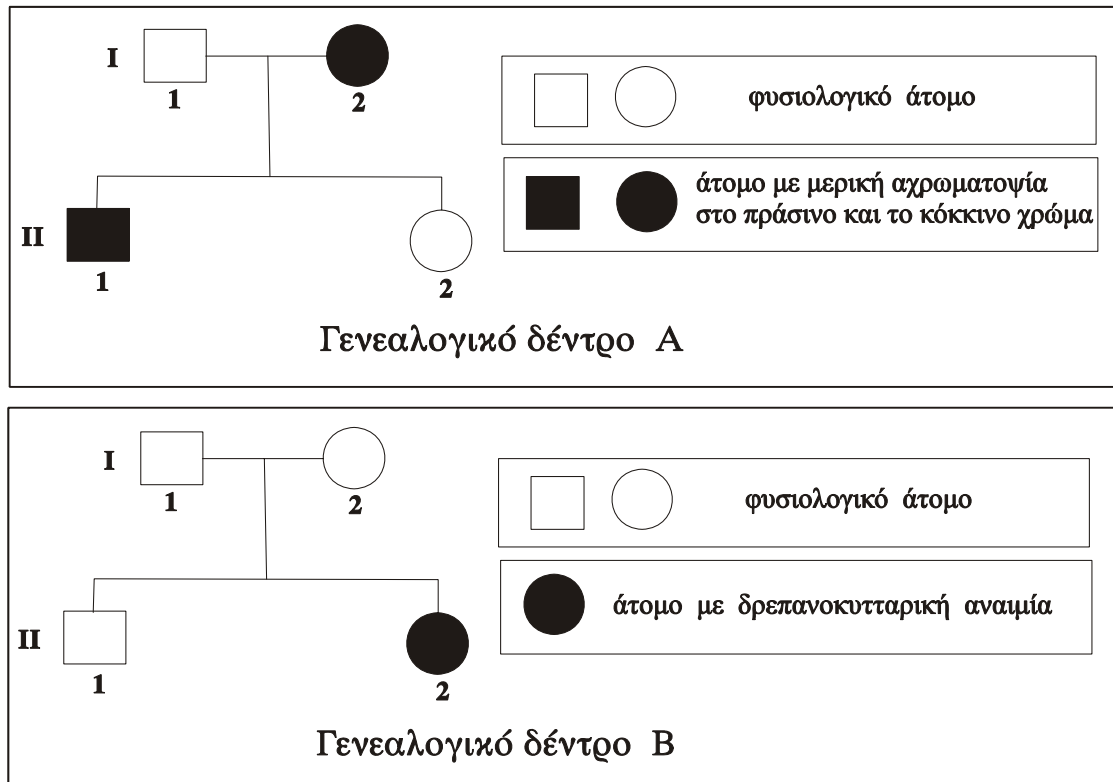 I
1
2
φυσιολογικό άτομο
άτομο με μερική αχρωματοψία
στο πράσινο και το κόκκινο χρώμα
II
1
2
Γενεαλογικό δέντρο Α
I
1
2
φυσιολογικό άτομο
άτομο με δρεπανοκυτταρική αναιμία
II
1
2
Γενεαλογικό δέντρο Β